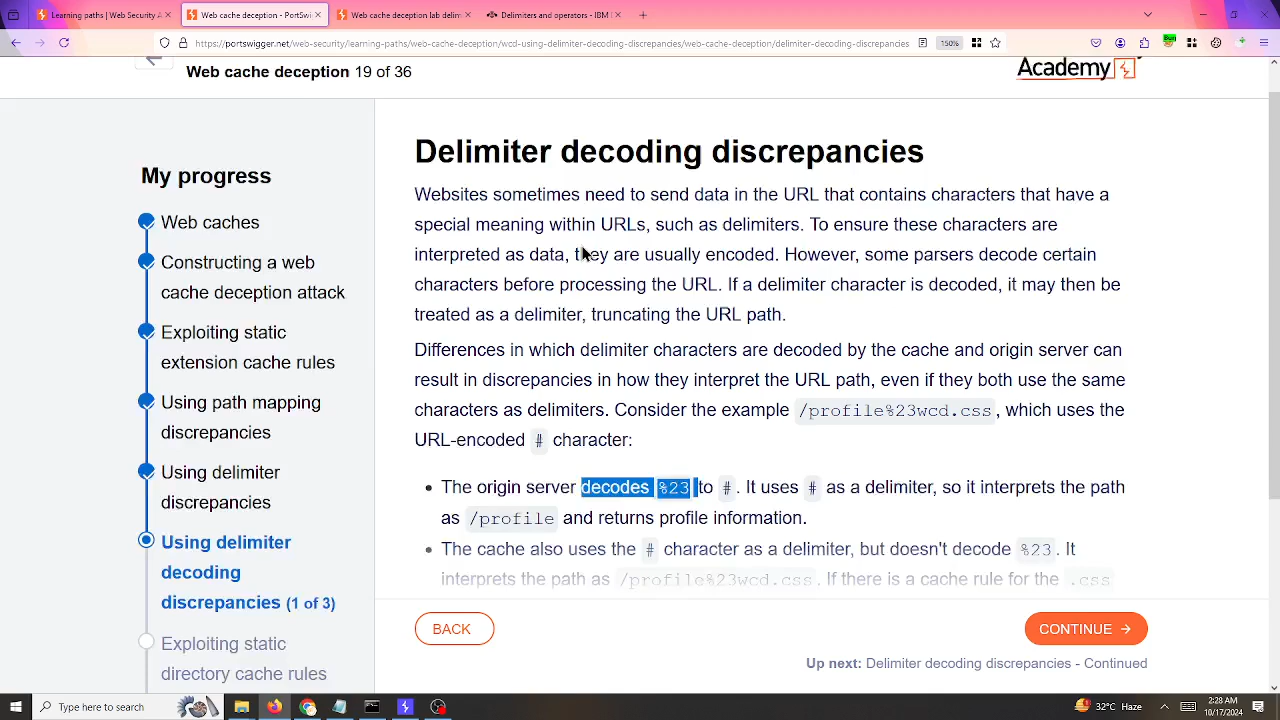 Learning paths | Web Security A
Web cache deception - PortSwi
Web cache deception lab delim
Delimiters and operators - IBM
https://portswigger.net/web-security/learning-paths/web-cache-deception/wcd-using-delimiter-decoding-discrepancies/web-cache-deception/delimiter-decoding-discrepancies
150%
Web cache deception 19 of 36
Academy
My progress
Web caches
Constructing a web
cache deception attack
Exploiting static
extension cache rules
Using path mapping
discrepancies
Using delimiter
discrepancies
Using delimiter
decoding
discrepancies (1 of 3)
Exploiting static
directory cache rules
Delimiter decoding discrepancies
Websites sometimes need to send data in the URL that contains characters that have a
special meaning within URLs, such as delimiters. To ensure these characters are
interpreted as data, they are usually encoded. However, some parsers decode certain
characters before processing the URL. If a delimiter character is decoded, it may then be
treated as a delimiter, truncating the URL path.
Differences in which delimiter characters are decoded by the cache and origin server can
result in discrepancies in how they interpret the URL path, even if they both use the same
characters as delimiters. Consider the example /profile%23wcd.css, which uses the
URL-encoded # character:
• The origin server decodes %23 to #. It uses # as a delimiter, so it interprets the path
as /profile and returns profile information.
• The cache also uses the # character as a delimiter, but doesn't decode %23. It
interprets the path as /profile%23wcd.css. If there is a cache rule for the .css
BACK
CONTINUE →
Up next: Delimiter decoding discrepancies - Continued
Type here to search
32°C Haze
2:28 AM
10/17/2024